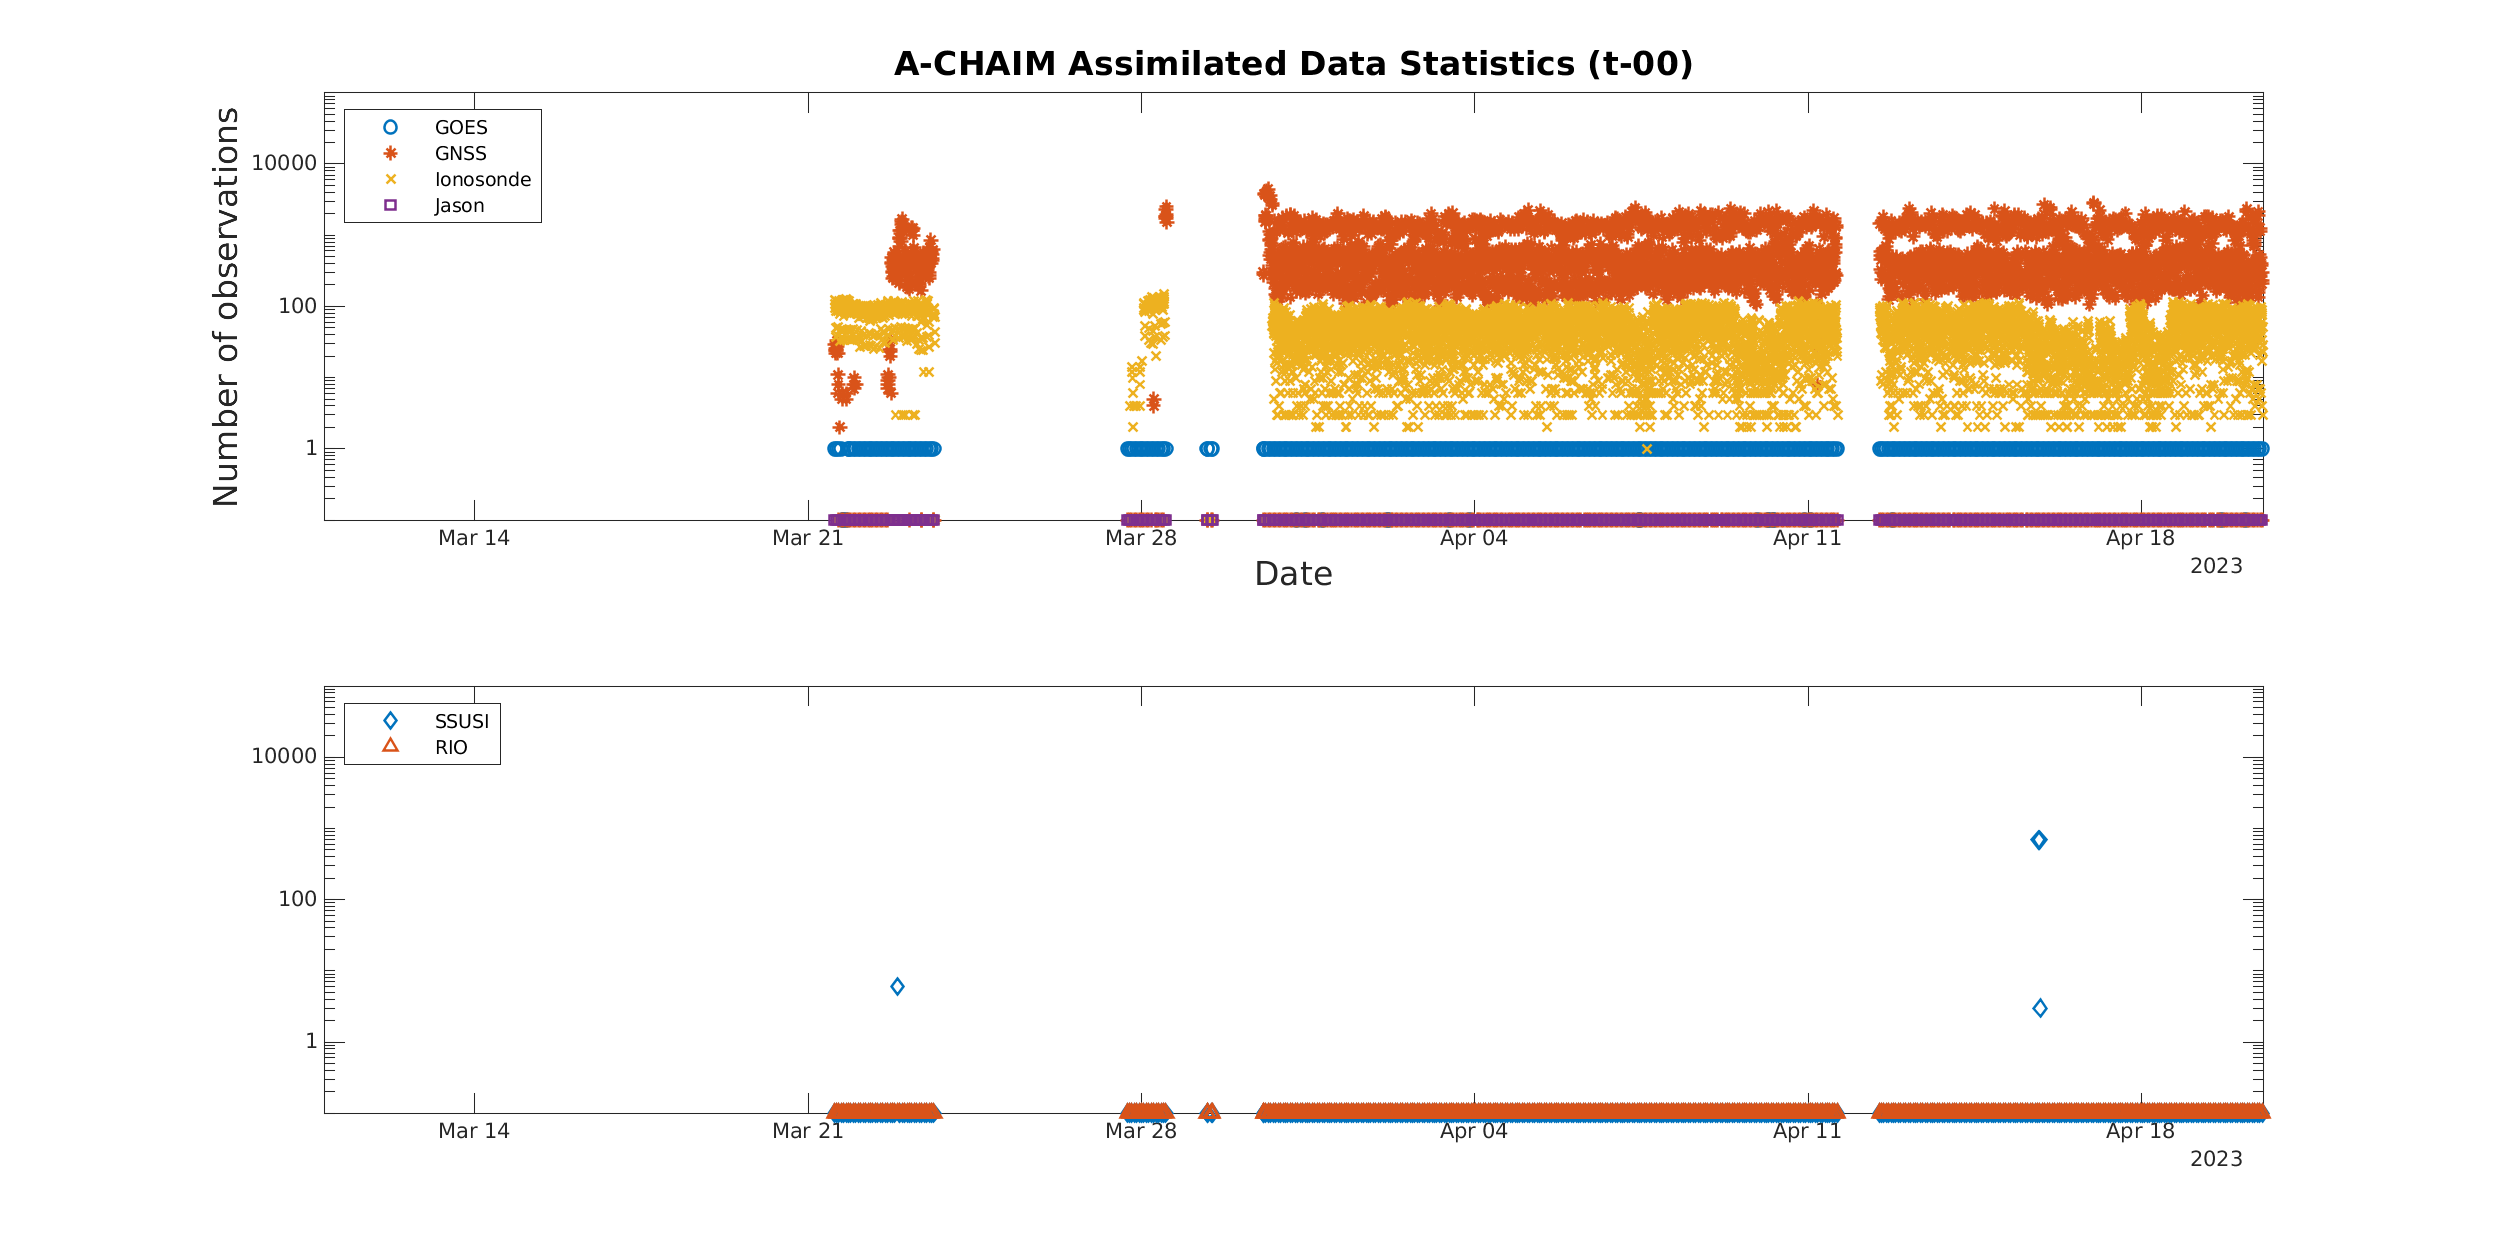 A-CHAIM Assimilated Data Statistics (t-00)
Number of observations
10000
100
1
GOES
GNSS
Ionosonde
Jason
Mar 14
Mar 21
Mar 28
Apr 04
Apr 11
Apr 18
2023
Date
10000
100
1
SSUSI
RIO
Mar 14
Mar 21
Mar 28
Apr 04
Apr 11
Apr 18
2023